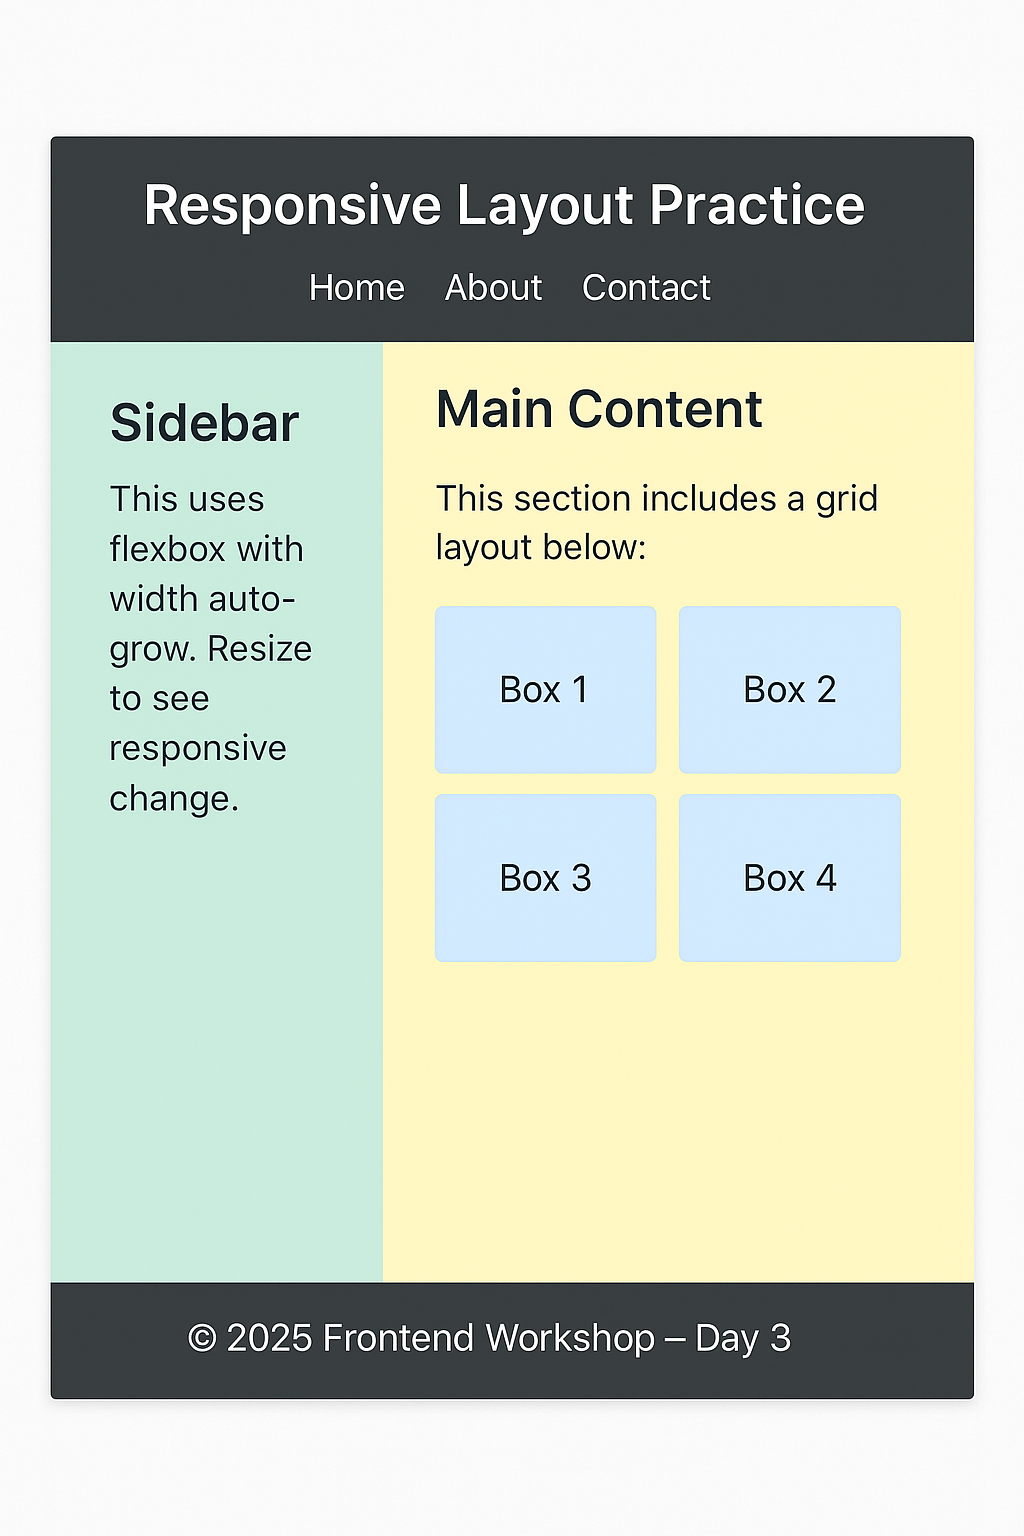 Responsive Layout Practice
Home About Contact
Sidebar
This uses
flexbox with
width auto-
grow. Resize
to see
responsive
change.
Main Content
This section includes a grid
layout below:
Box 1 Box 2
Box 3 Box 4
© 2025 Frontend Workshop – Day 3